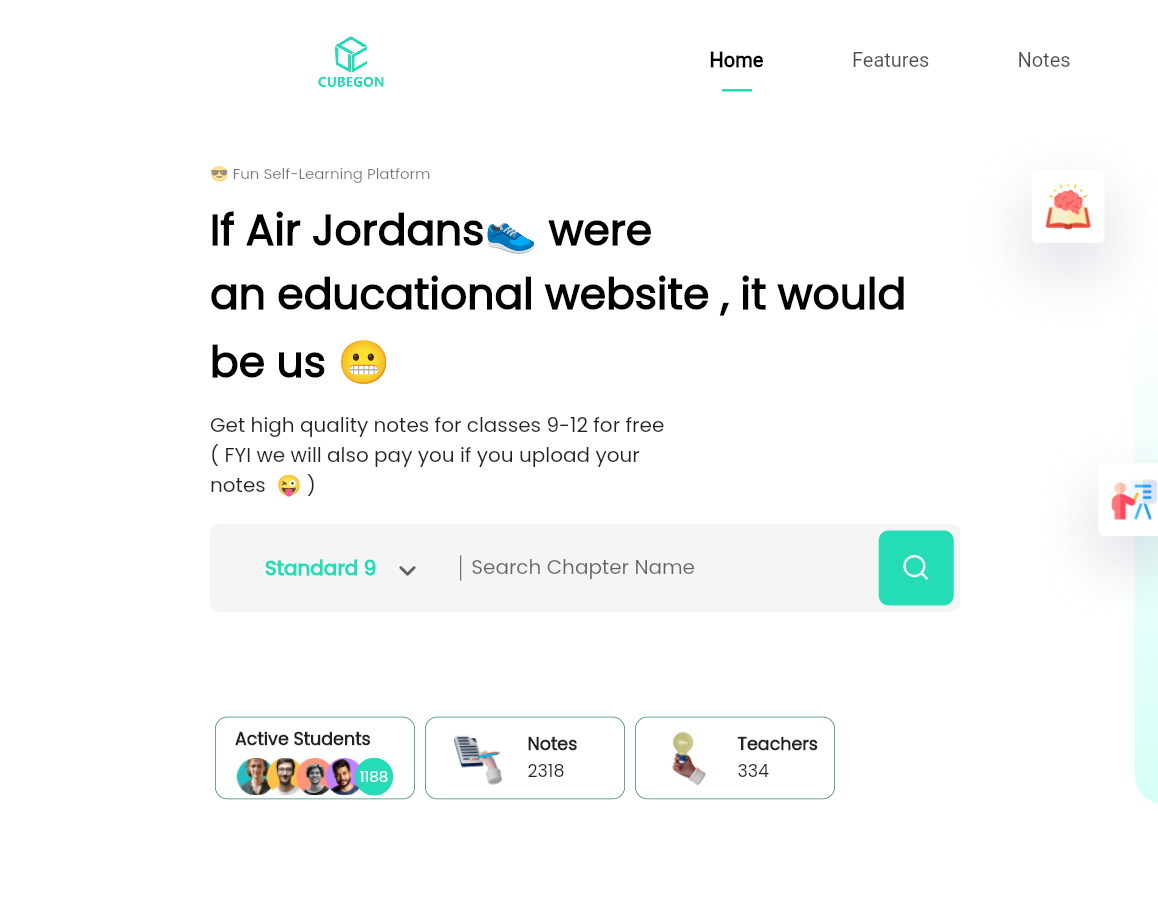 CUBEGON
Home
Features
Notes
😎 Fun Self-Learning Platform
If Air Jordans👟 were
an educational website , it would
be us 😬
Get high quality notes for classes 9-12 for free
( FYI we will also pay you if you upload your
notes 😜 )
Standard 9
Search Chapter Name
Active Students
1188
Notes
2318
Teachers
334